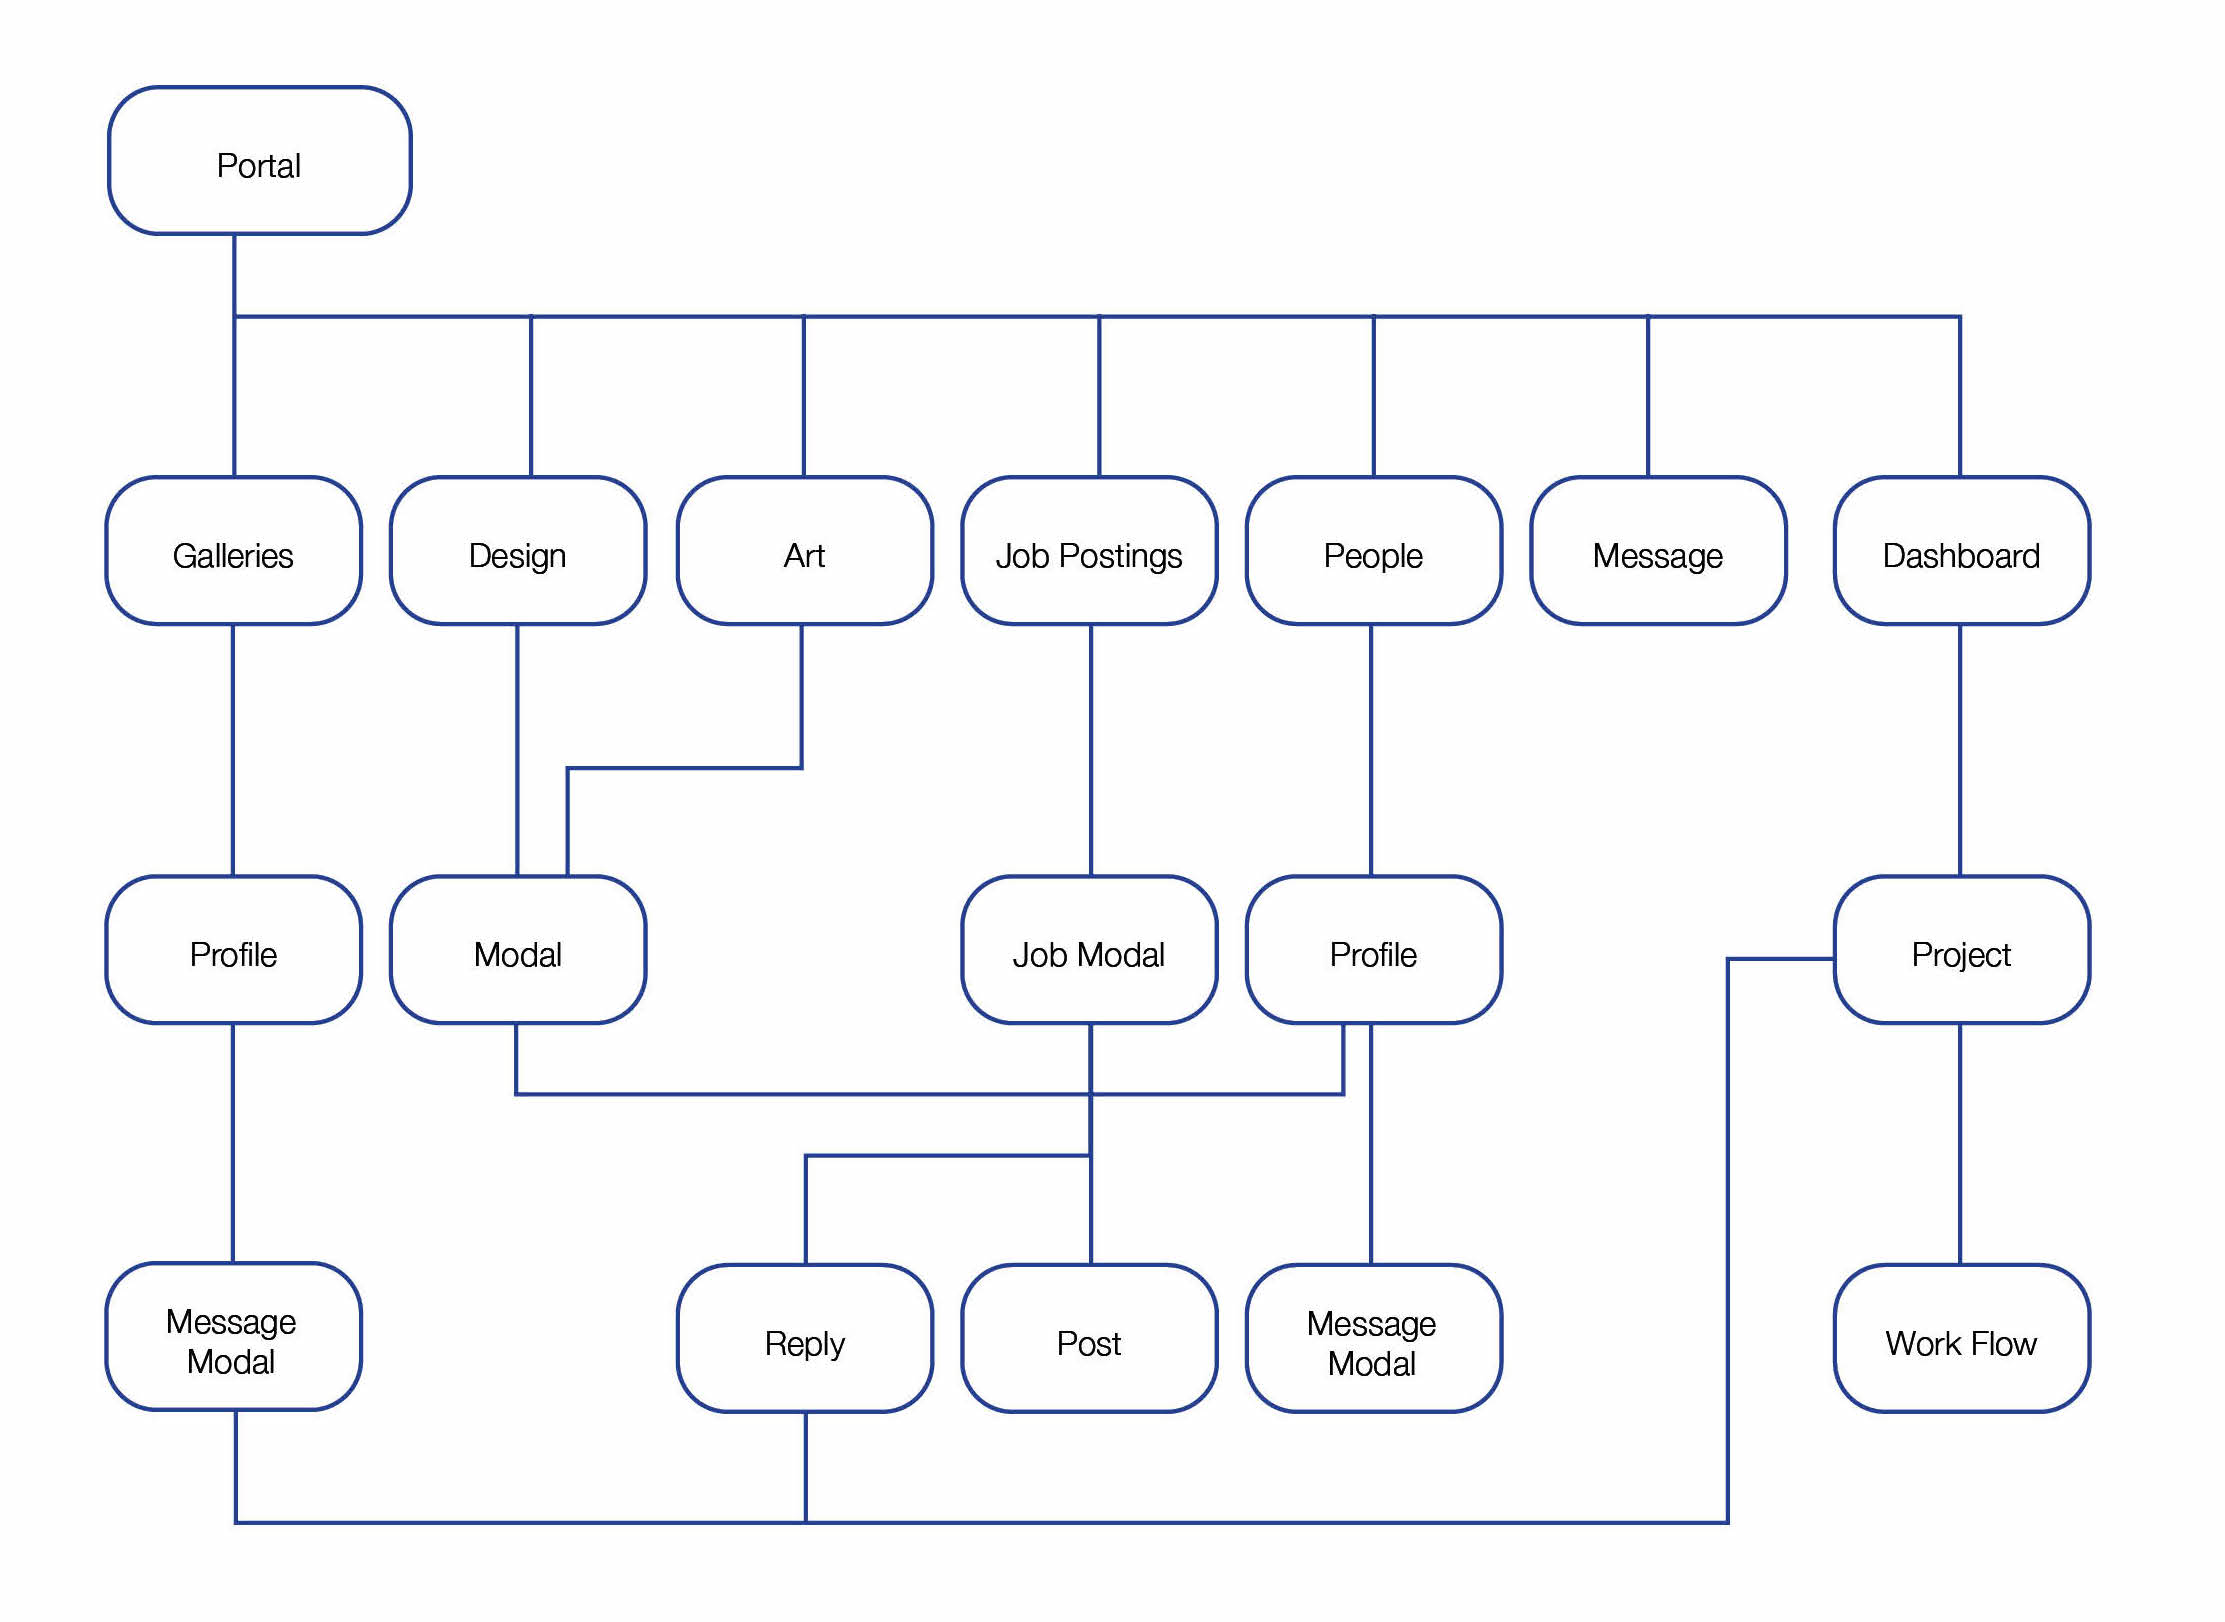 Portal
Galleries
Design
Art
Job Postings
People
Message
Dashboard
Profile
Modal
Job Modal
Profile
Project
Message
Modal
Reply
Post
Message
Modal
Work Flow